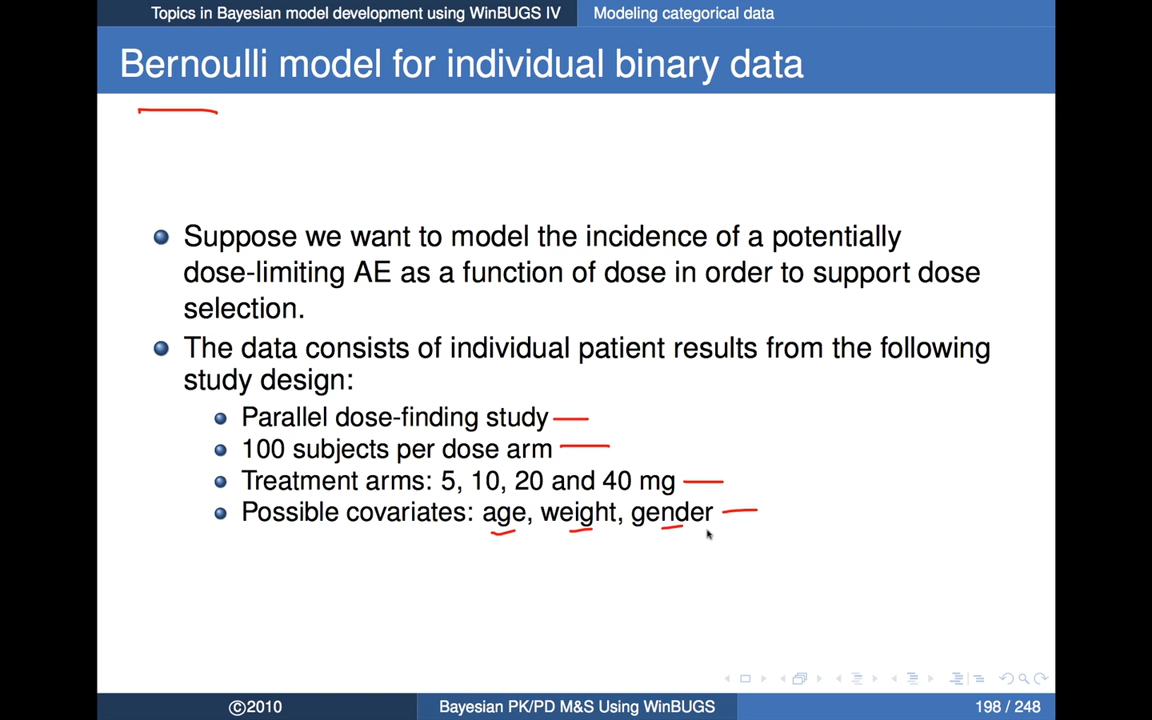 Topics in Bayesian model development using WinBUGS IV
Modeling categorical data
Bernoulli model for individual binary data
Suppose we want to model the incidence of a potentially
dose-limiting AE as a function of dose in order to support dose
selection.
The data consists of individual patient results from the following
study design:
Parallel dose-finding study
100 subjects per dose arm
Treatment arms: 5, 10, 20 and 40 mg
Possible covariates: age, weight, gender
©2010
Bayesian PK/PD M&S Using WinBUGS
198 / 248